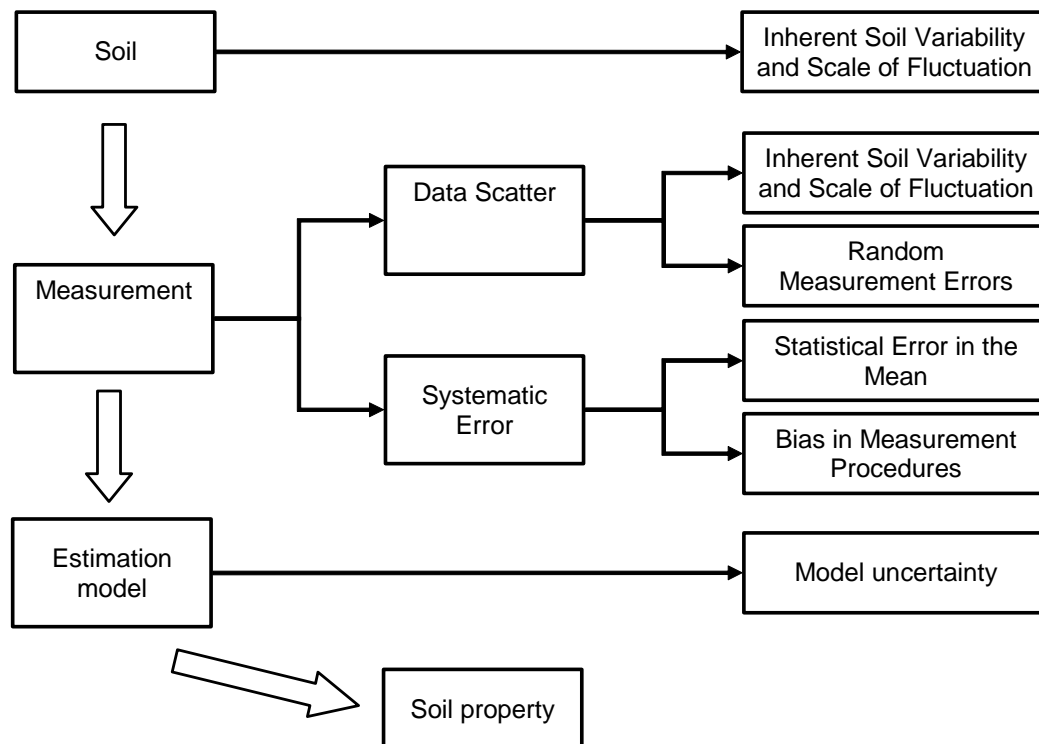 Soil
Inherent Soil Variability
and Scale of Fluctuation
Data Scatter
Inherent Soil Variability
and Scale of Fluctuation
Random
Measurement Errors
Measurement
Systematic
Error
Statistical Error in the
Mean
Bias in Measurement
Procedures
Estimation
model
Model uncertainty
Soil property